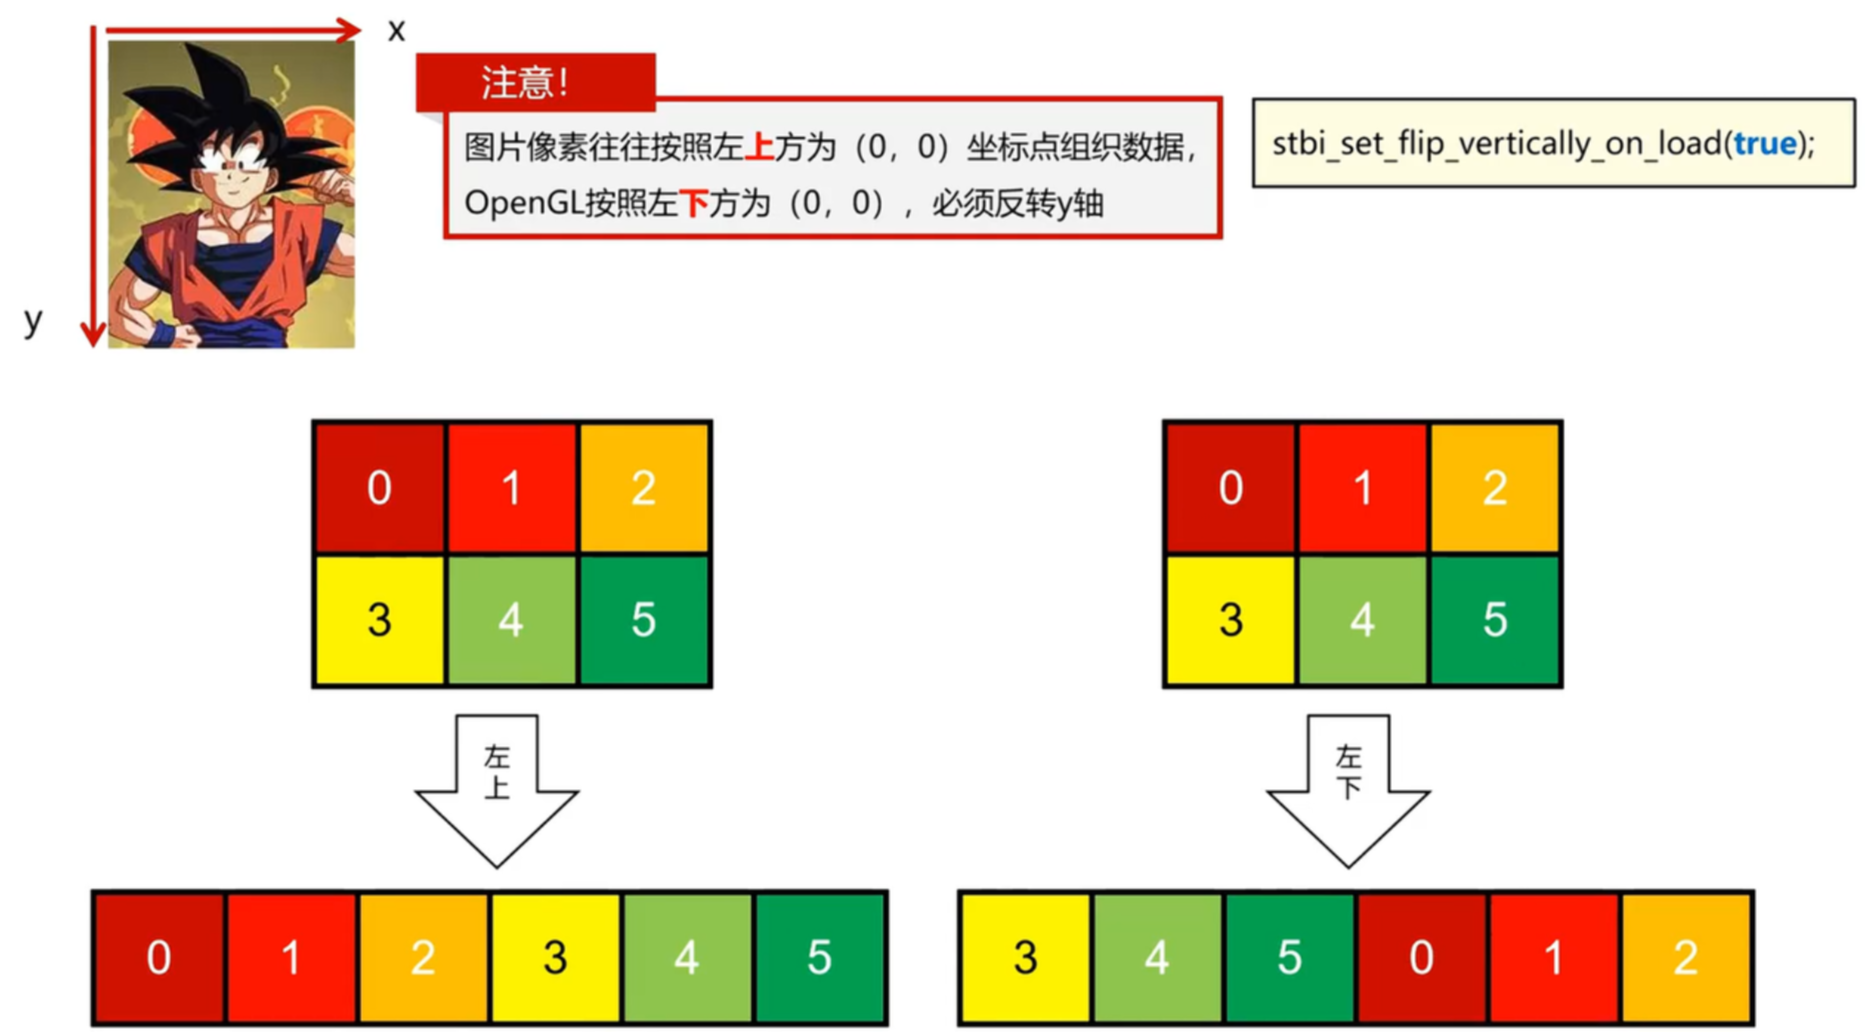 x
y
注意！
图片像素往往按照左上方为（0，0）坐标点组织数据，
OpenGL按照左下方为（0，0），必须反转y轴
stbi_set_flip_vertically_on_load(true);
0 1 2
3 4 5
左
上
0 1 2 3 4 5
0 1 2
3 4 5
左
下
3 4 5 0 1 2